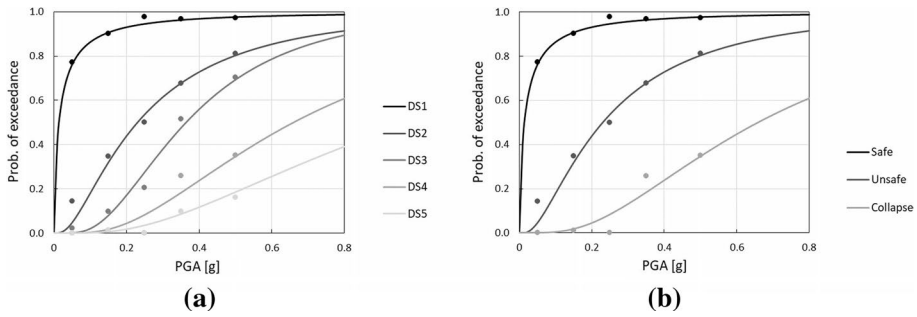 1.0
0.8
0.6
0.4
0.2
0.0
Prob. of exceedance
0 0.2 0.4 0.6 0.8
PGA [g]
DS1
DS2
DS3
DS4
DS5
(a)
1.0
0.8
0.6
0.4
0.2
0.0
Prob. of exceedance
0 0.2 0.4 0.6 0.8
PGA [g]
Safe
Unsafe
Collapse
(b)